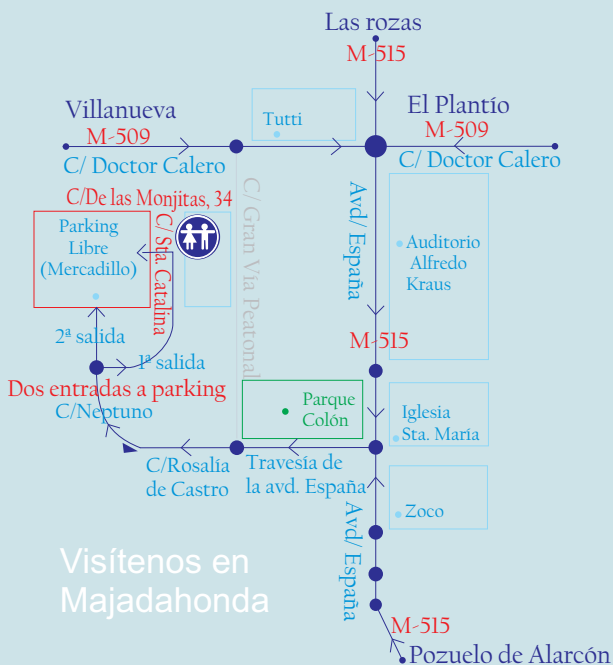 Las rozas
M-515
Villanueva
Tutti
El Plantío
M-509
M-509
C/ Doctor Calero
C/ Doctor Calero
C/De las Monjitas, 34
Parking
Libre
(Mercadillo)
C/ Sta. Catalina
C/ Gran Vía Peatonal
Avd/ España
Auditorio
Alfredo
Kraus
2ª salida
1ª salida
M-515
Dos entradas a parking
C/Neptuno
Parque
Colón
Iglesia
Sta. María
C/Rosalía
de Castro
Travesía de
la avd. España
Zoco
Avd/ España
Visítenos en
Majadahonda
M-515
Pozuelo de Alarcón